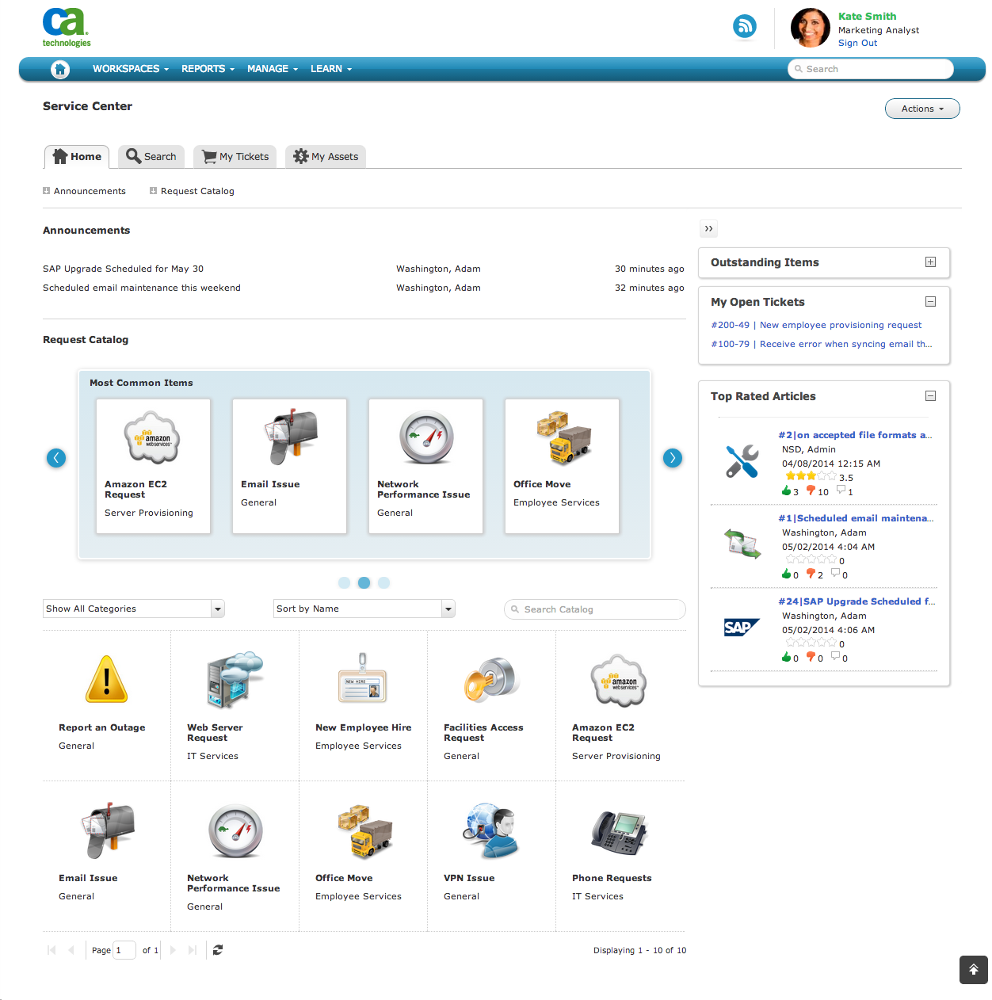 ca
technologies
Kate Smith
Marketing Analyst
Sign Out
WORKSPACES REPORTS MANAGE LEARN
Search
Service Center
Actions
Home Search My Tickets My Assets
Announcements Request Catalog
Announcements
SAP Upgrade Scheduled for May 30 Washington, Adam 30 minutes ago
Scheduled email maintenance this weekend Washington, Adam 32 minutes ago
Request Catalog
Most Common Items
amazon
webservices™
Amazon EC2
Request
Server Provisioning
Email Issue
General
Network
Performance Issue
General
Office Move
Employee Services
Show All Categories
Sort by Name
Search Catalog
Report an Outage
General
Web Server
Request
IT Services
NEW HIRE
New Employee Hire
Employee Services
Facilities Access
Request
General
amazon
webservices™
Amazon EC2
Request
Server Provisioning
Email Issue
General
Network
Performance Issue
General
Office Move
Employee Services
VPN Issue
General
Phone Requests
IT Services
Page 1 of 1
Displaying 1 - 10 of 10
Outstanding Items
My Open Tickets
#200-49 | New employee provisioning request
#100-79 | Receive error when syncing email th...
Top Rated Articles
#2|on accepted file formats a...
NSD, Admin
04/08/2014 12:15 AM
3.5
3 10 1
#1|Scheduled email maintena...
Washington, Adam
05/02/2014 4:04 AM
0
0 2 0
SAP
#24|SAP Upgrade Scheduled f...
Washington, Adam
05/02/2014 4:06 AM
0
0 0 0